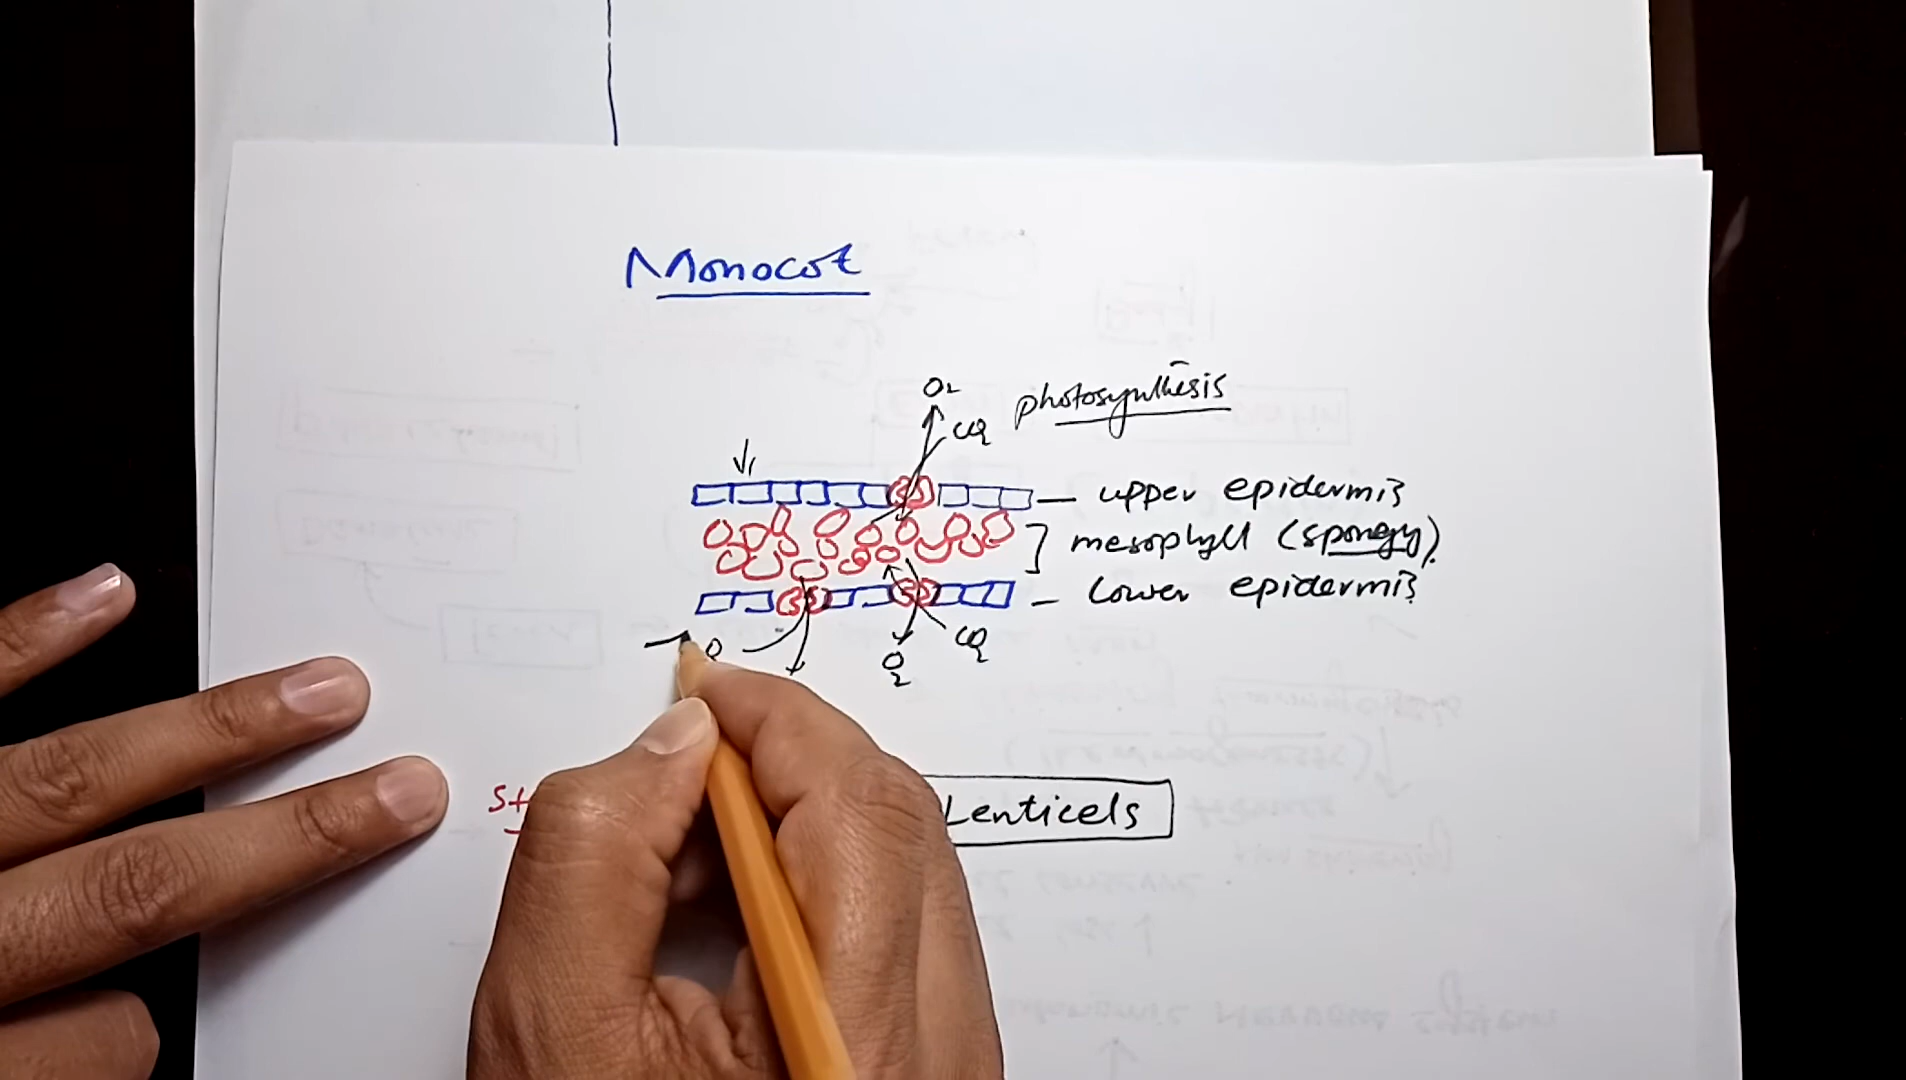 Monocot
O2
photosynthesis
CO2
upper epidermis
mesophyll (spongy).
Lower epidermis
CO2
O2
Lenticels